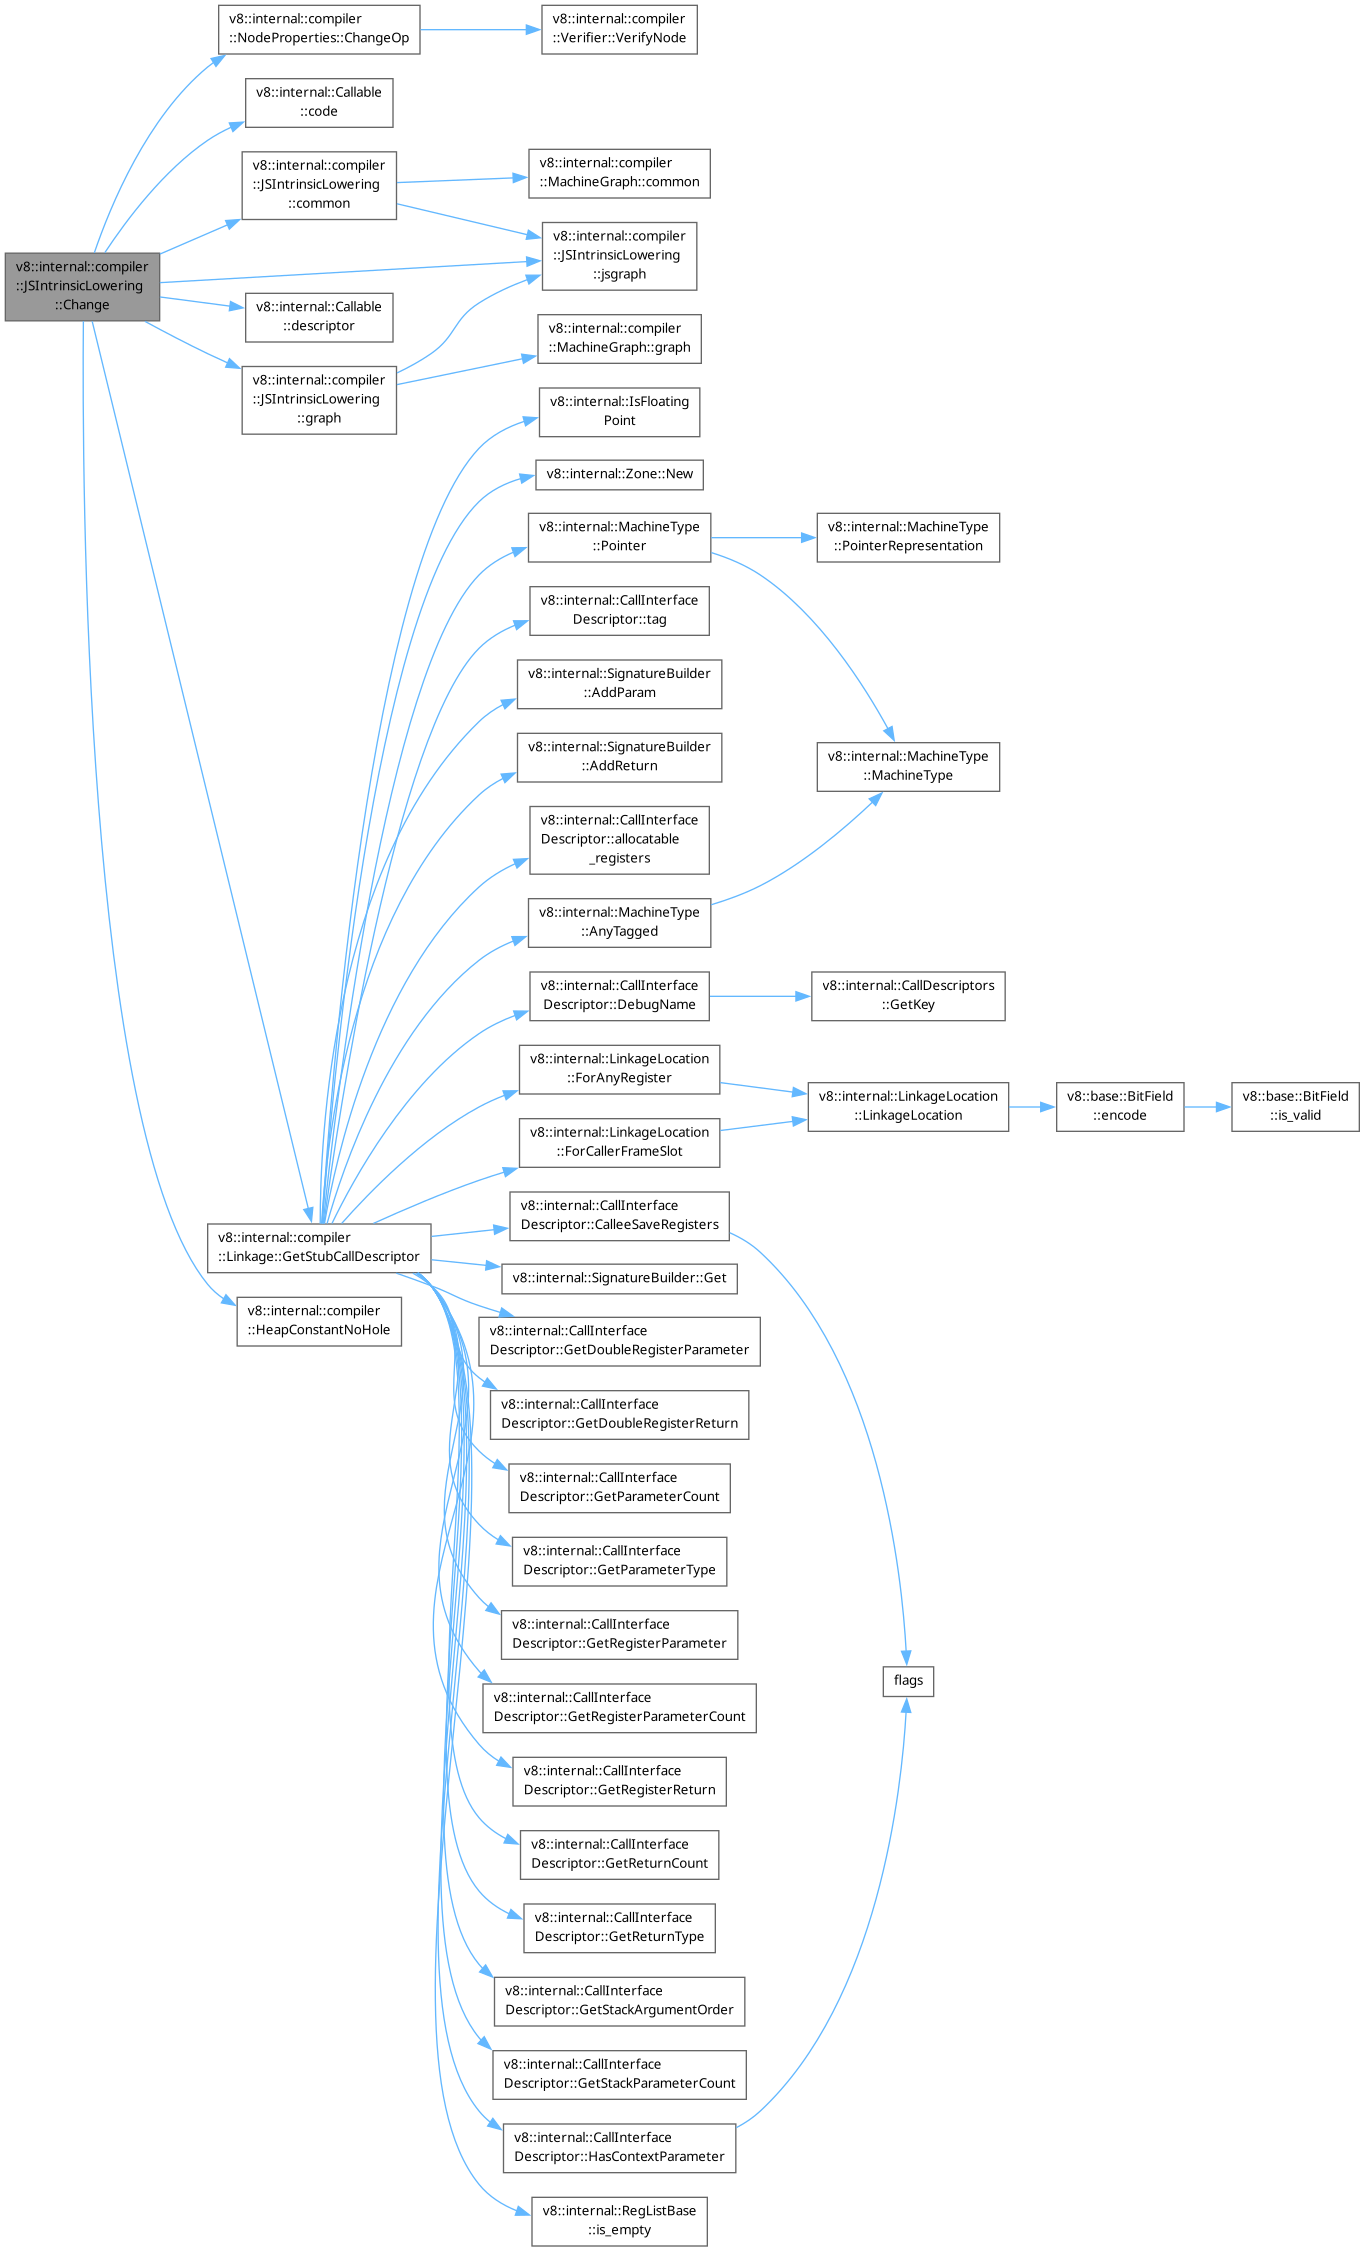 v8::internal::compiler
::NodeProperties::ChangeOp
v8::internal::compiler
::Verifier::VerifyNode
v8::internal::Callable
::code
v8::internal::compiler
::JSIntrinsicLowering
::common
v8::internal::compiler
::MachineGraph::common
v8::internal::compiler
::JSIntrinsicLowering
::jsgraph
v8::internal::compiler
::JSIntrinsicLowering
::Change
v8::internal::Callable
::descriptor
v8::internal::compiler
::MachineGraph::graph
v8::internal::compiler
::JSIntrinsicLowering
::graph
v8::internal::IsFloating
Point
v8::internal::Zone::New
v8::internal::MachineType
::Pointer
v8::internal::MachineType
::PointerRepresentation
v8::internal::CallInterface
Descriptor::tag
v8::internal::SignatureBuilder
::AddParam
v8::internal::SignatureBuilder
::AddReturn
v8::internal::MachineType
::MachineType
v8::internal::CallInterface
Descriptor::allocatable
_registers
v8::internal::MachineType
::AnyTagged
v8::internal::CallInterface
Descriptor::DebugName
v8::internal::CallDescriptors
::GetKey
v8::internal::LinkageLocation
::ForAnyRegister
v8::internal::LinkageLocation
::LinkageLocation
v8::base::BitField
::encode
v8::base::BitField
::is_valid
v8::internal::LinkageLocation
::ForCallerFrameSlot
v8::internal::CallInterface
Descriptor::CalleeSaveRegisters
v8::internal::compiler
::Linkage::GetStubCallDescriptor
v8::internal::SignatureBuilder::Get
v8::internal::compiler
::HeapConstantNoHole
v8::internal::CallInterface
Descriptor::GetDoubleRegisterParameter
v8::internal::CallInterface
Descriptor::GetDoubleRegisterReturn
v8::internal::CallInterface
Descriptor::GetParameterCount
v8::internal::CallInterface
Descriptor::GetParameterType
v8::internal::CallInterface
Descriptor::GetRegisterParameter
flags
v8::internal::CallInterface
Descriptor::GetRegisterParameterCount
v8::internal::CallInterface
Descriptor::GetRegisterReturn
v8::internal::CallInterface
Descriptor::GetReturnCount
v8::internal::CallInterface
Descriptor::GetReturnType
v8::internal::CallInterface
Descriptor::GetStackArgumentOrder
v8::internal::CallInterface
Descriptor::GetStackParameterCount
v8::internal::CallInterface
Descriptor::HasContextParameter
v8::internal::RegListBase
::is_empty